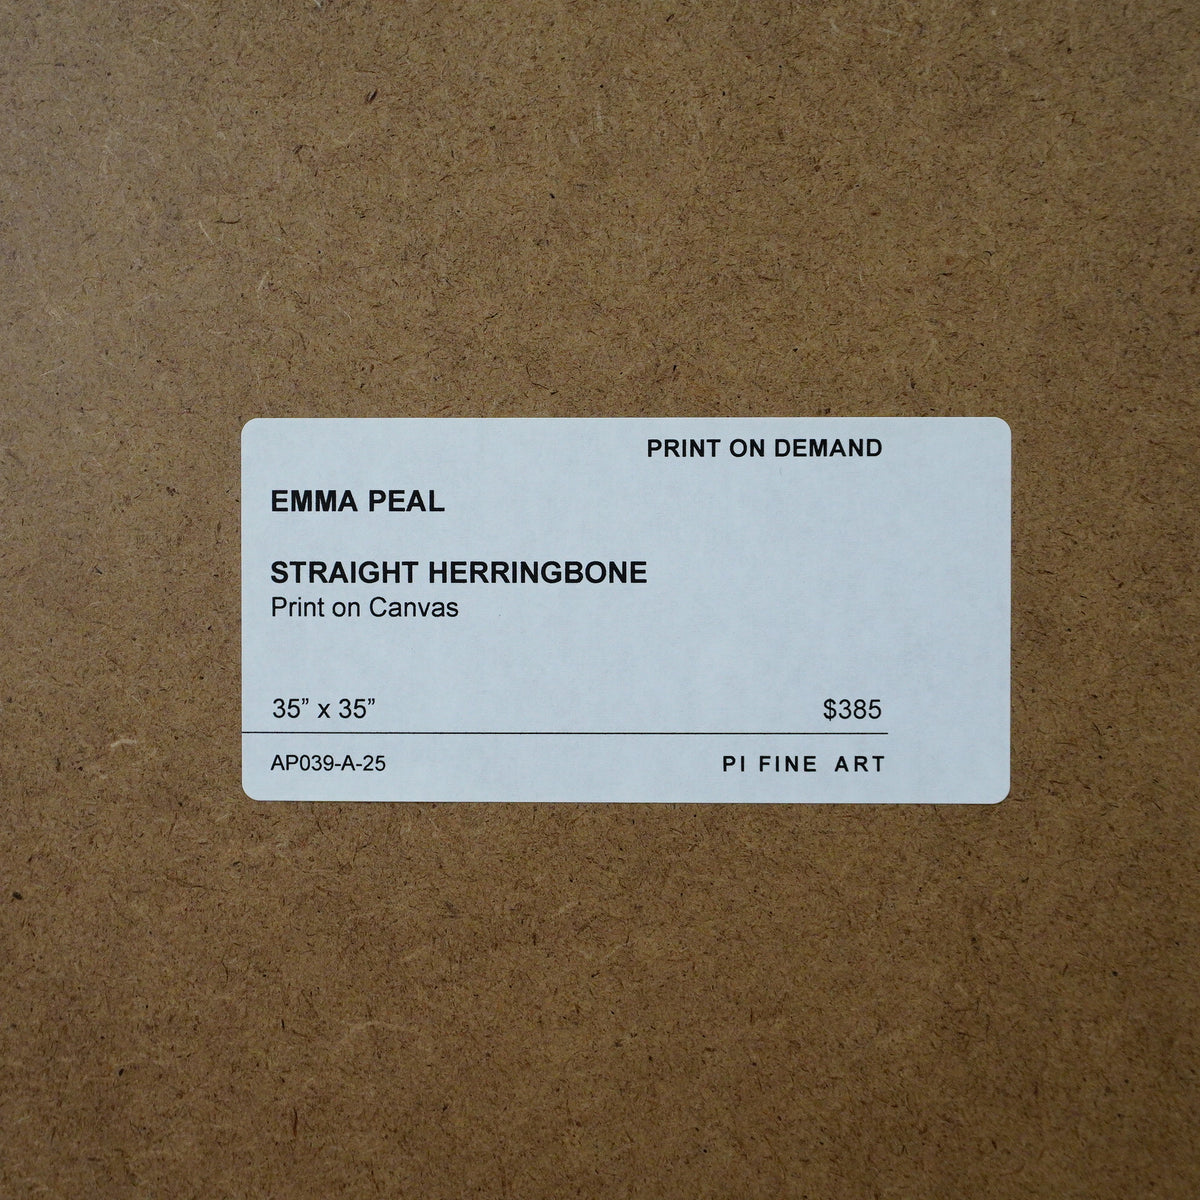 PRINT ON DEMAND
EMMA PEAL
STRAIGHT HERRINGBONE
Print on Canvas
35” x 35” $385
AP039-A-25 PI FINE ART